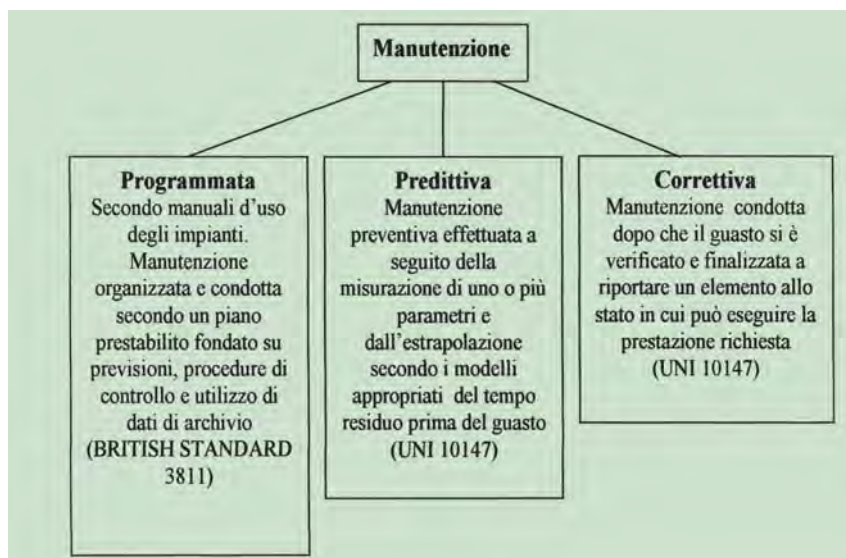 Manutenzione
Programmata
Secondo manuali d'uso
degli impianti.
Manutenzione
organizzata e condotta
secondo un piano
prestabilito fondato su
previsioni, procedure di
controllo e utilizzo di
dati di archivio
(BRITISH STANDARD
3811)
Predittiva
Manutenzione
preventiva effettuata a
seguito della
misurazione di uno o più
parametri e
dall'estrapolazione
secondo i modelli
appropriati del tempo
residuo prima del guasto
(UNI 10147)
Correttiva
Manutenzione condotta
dopo che il guasto si è
verificato e finalizzata a
riportare un elemento allo
stato in cui può eseguire la
prestazione richiesta
(UNI 10147)